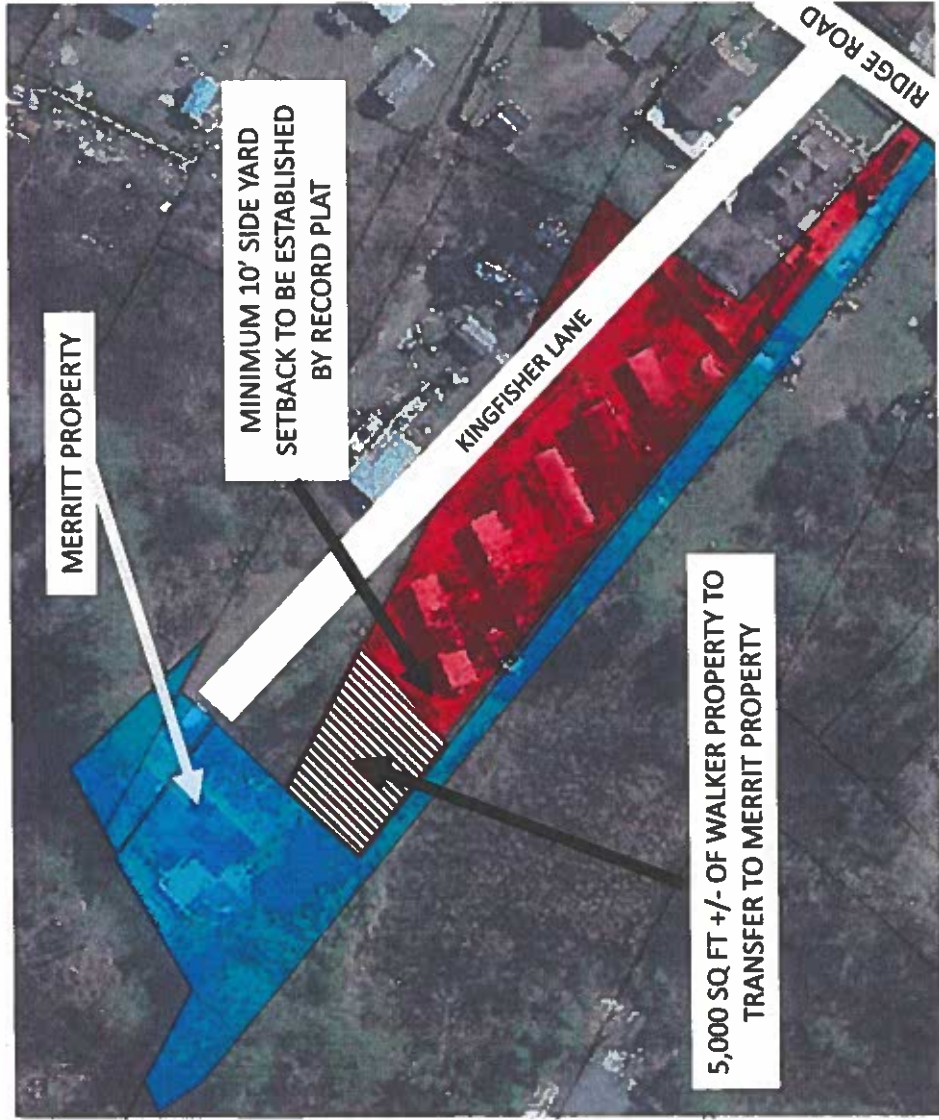 MERRITT PROPERTY
MINIMUM 10' SIDE YARD
SETBACK TO BE ESTABLISHED
BY RECORD PLAT
KINGFISHER LANE
RIDGE ROAD
5,000 SQ FT +/- OF WALKER PROPERTY TO
TRANSFER TO MERRIT PROPERTY